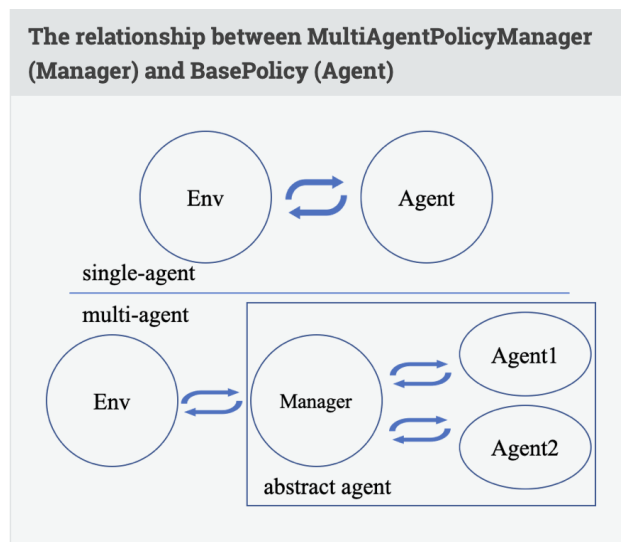 The relationship between MultiAgentPolicyManager
(Manager) and BasePolicy (Agent)
Env
Agent
single-agent
multi-agent
Env
Manager
Agent1
Agent2
abstract agent